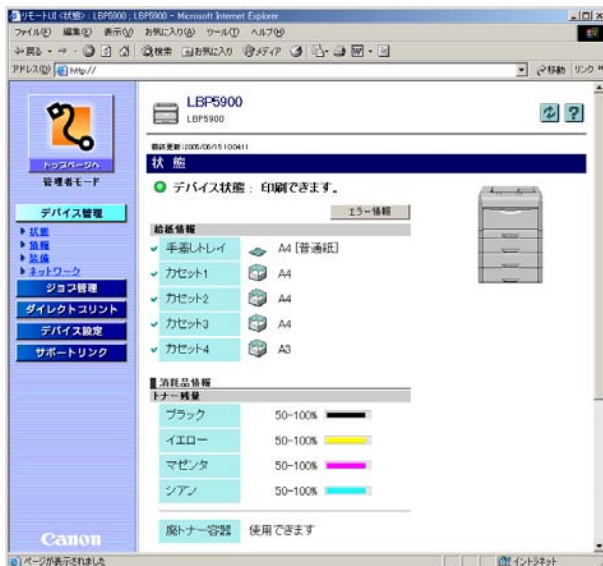 リモートUI <状態> : LBP5900 ; LBP5900 - Microsoft Internet Explorer
ファイル(F) 編集(E) 表示(V) お気に入り(A) ツール(T) ヘルプ(H)
戻る 検索 お気に入り メディア
アドレス(D) http:// 移動 リンク »
LBP5900
LBP5900
トップページへ
管理者モード
デバイス管理
状態
情報
装備
ネットワーク
ジョブ管理
ダイレクトプリント
デバイス設定
サポートリンク
Canon
最終更新 :2005/06/15 10:04:11
状態
デバイス状態 : 印刷できます。
エラー情報
給紙情報
手差しトレイ A4 [普通紙]
カセット1 A4
カセット2 A4
カセット3 A4
カセット4 A3
消耗品情報
トナー残量
ブラック 50-100%
イエロー 50-100%
マゼンタ 50-100%
シアン 50-100%
廃トナー容器 使用できます
ページが表示されました イントラネット